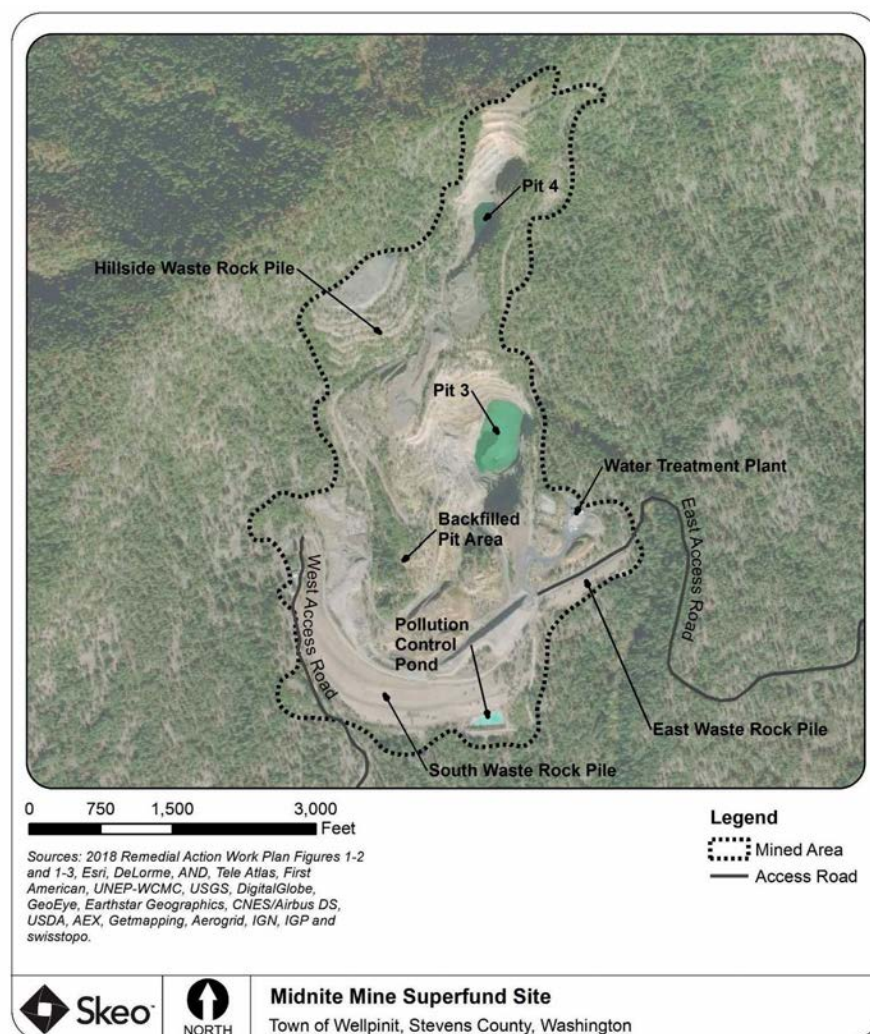 Pit 4
Hillside Waste Rock Pile
Pit 3
Water Treatment Plant
Backfilled
Pit Area
East Access Road
West Access Road
Pollution
Control
Pond
East Waste Rock Pile
South Waste Rock Pile
0 750 1,500 3,000
Feet
Sources: 2018 Remedial Action Work Plan Figures 1-2
and 1-3, Esri, DeLorme, AND, Tele Atlas, First
American, UNEP-WCMC, USGS, DigitalGlobe,
GeoEye, Earthstar Geographics, CNES/Airbus DS,
USDA, AEX, Getmapping, Aerogrid, IGN, IGP and
swisstopo.
Legend
Mined Area
Access Road
Skeo
NORTH
Midnite Mine Superfund Site
Town of Wellpinit, Stevens County, Washington